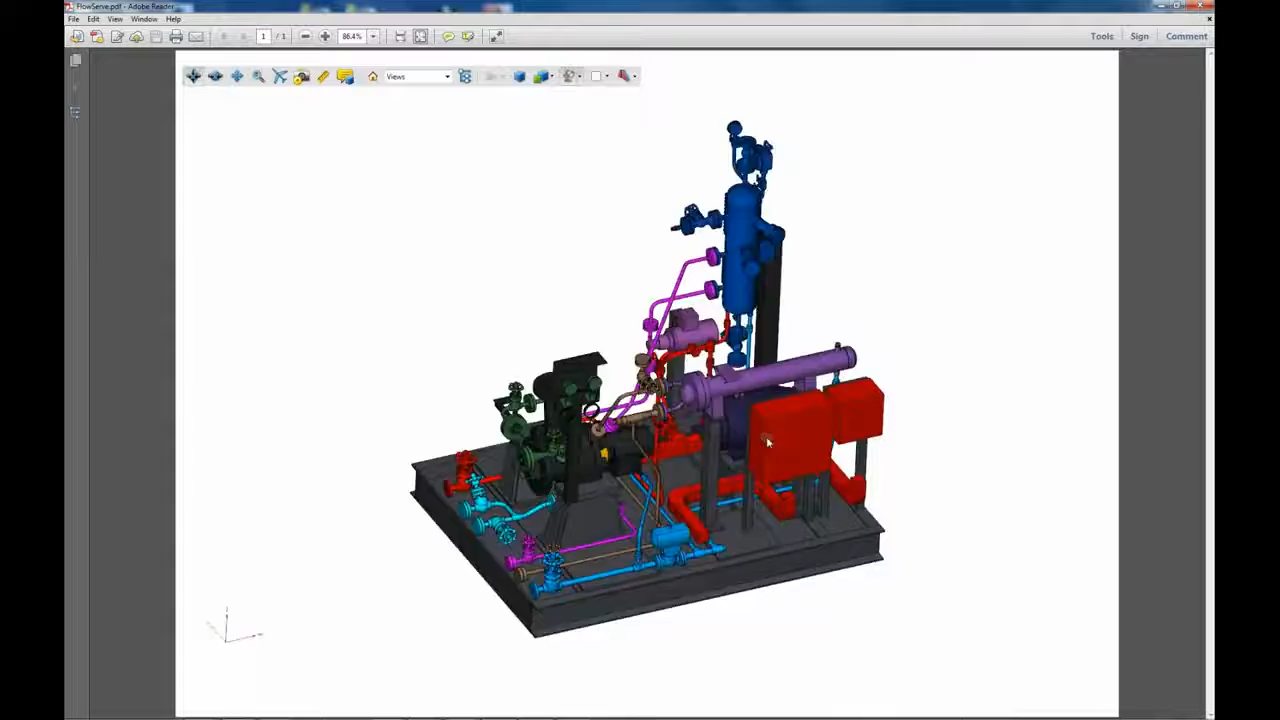 FlowServe.pdf - Adobe Reader
File Edit View Window Help
1 / 1 86.4% Tools Sign Comment
Views